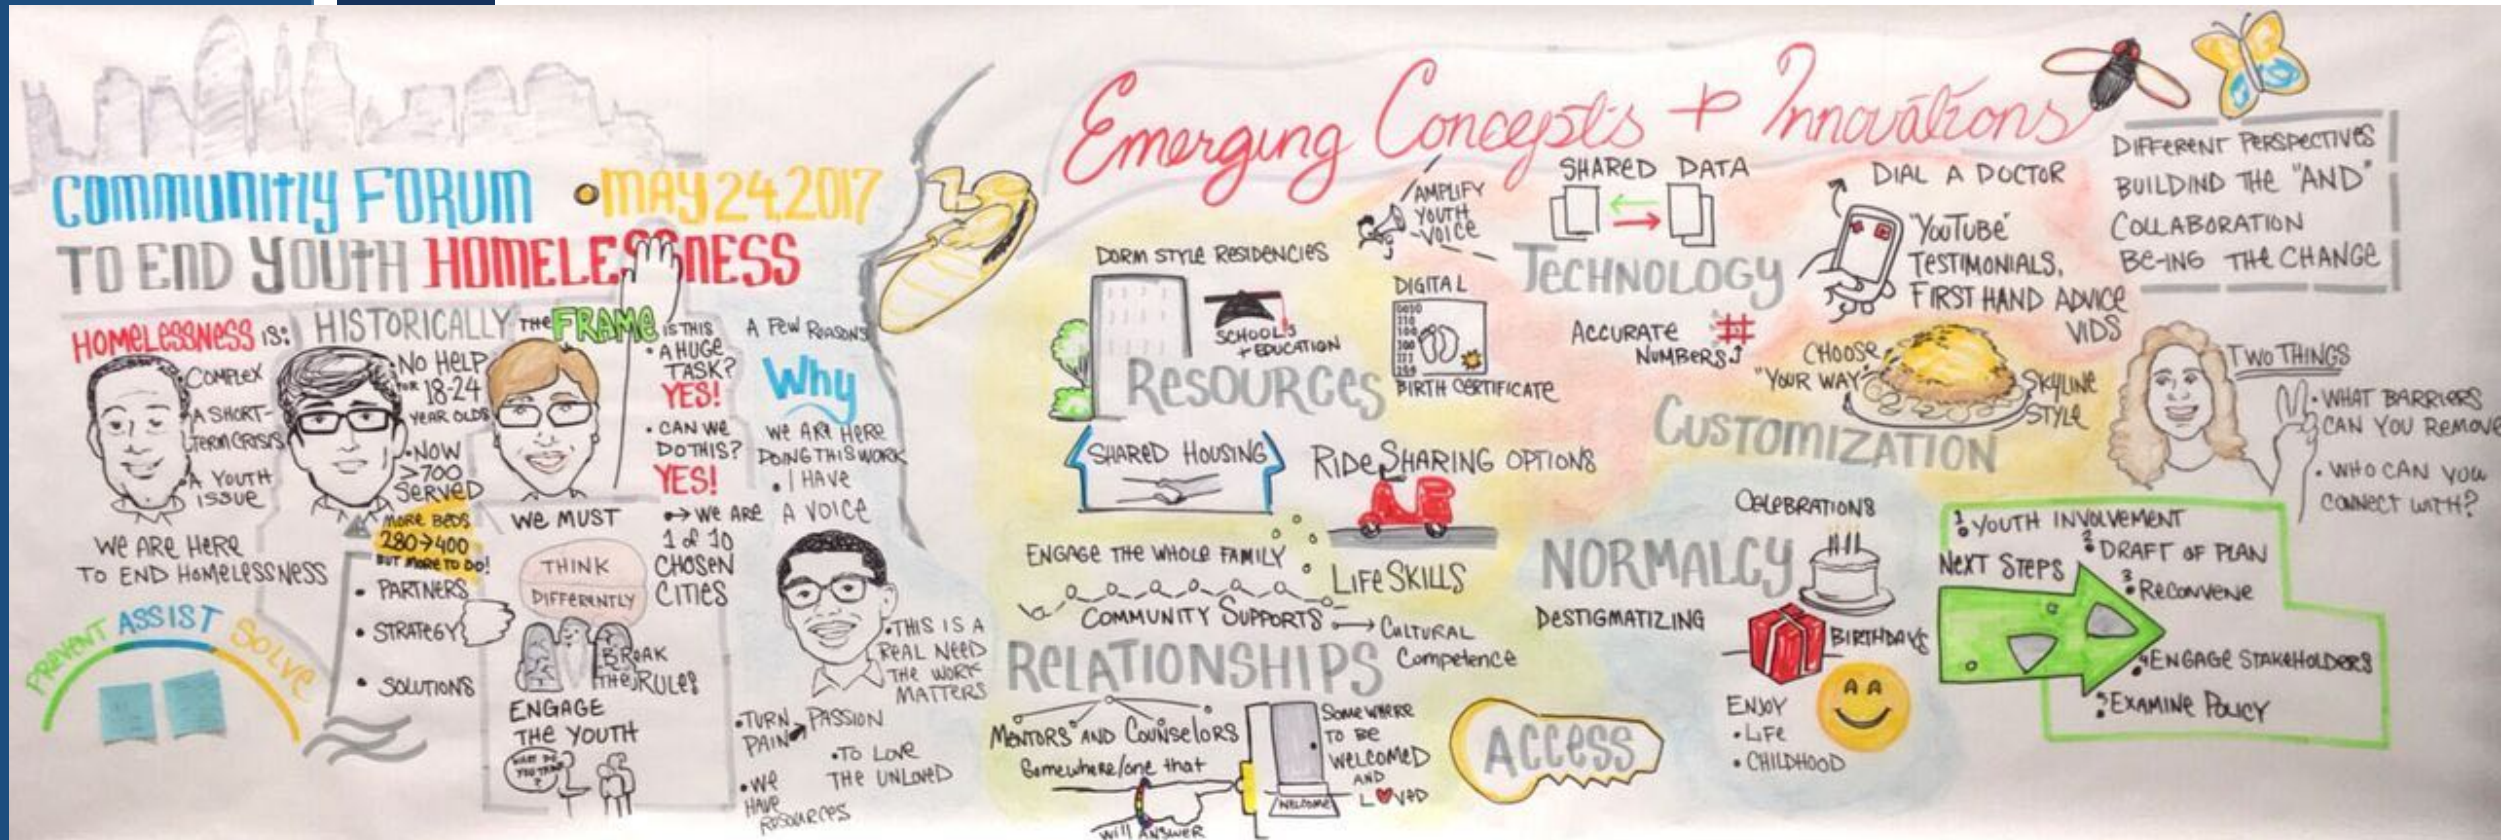 COMMUNITIY FORUM • MAY 24, 2017
TO END YOUTH HOMELESSNESS
HOMELESSNESS IS:
• COMPLEX
• A SHORT-
TERM CRISIS
• A YOUTH
ISSUE
WE ARE HERE
TO END HOMELESSNESS
PREVENT ASSIST SOLVE
HISTORICALLY
• NO HELP
FOR 18-24
YEAR OLDS
• NOW
>700
SERVED
MORE BEDS
280→400
BUT MORE TO DO!
• PARTNERS
• STRATEGY
• SOLUTIONS
THE FRAME
IS THIS
• A HUGE
TASK?
YES!
• CAN WE
DO THIS?
YES!
→ WE ARE
1 of 10
CHOSEN
CITIES
WE MUST
THINK
DIFFERENTLY
BREAK
THE RULES
ENGAGE
THE YOUTH
WHAT DO
YOU THINK
?
A FEW REASONS
Why
WE ARE HERE
DOING THIS WORK
• I HAVE
A VOICE
• THIS IS A
REAL NEED
THE WORK
MATTERS
• TURN
PAIN → PASSION
• TO LOVE
THE UNLOVED
• WE
HAVE
RESOURCES
Emerging Concepts + Innovations
DORM STYLE RESIDENCIES
SCHOOL'S
+ EDUCATION
AMPLIFY
YOUTH
VOICE
DIGITAL
BIRTH CERTIFICATE
RESOURCES
SHARED HOUSING
RIDE SHARING OPTIONS
SHARED DATA
TECHNOLOGY
ACCURATE
NUMBERS
#
DIAL A DOCTOR
"YOUTUBE"
TESTIMONIALS,
FIRST HAND ADVICE
VIDS
CHOOSE
"YOUR WAY"
SKYLINE
STYLE
CUSTOMIZATION
ENGAGE THE WHOLE FAMILY
LIFE SKILLS
COMMUNITY SUPPORTS → CULTURAL
Competence
RELATIONSHIPS
MENTORS AND COUNSELORS
Somewhere/one that
WILL ANSWER
WELCOME
SOMEWHERE
TO BE
WELCOMED
AND
LOVED
ACCESS
NORMALCY
CELEBRATIONS
DESTIGMATIZING
BIRTHDAYS
ENJOY
• LIFE
• CHILDHOOD
DIFFERENT PERSPECTIVES
BUILDIND THE "AND"
COLLABORATION
BE-ING THE CHANGE
TWO THINGS
• WHAT BARRIERS
CAN YOU REMOVE
• WHO CAN YOU
CONNECT WITH?
NEXT STEPS
1. YOUTH INVOLVEMENT
2. DRAFT OF PLAN
3. RECONVENE
4. ENGAGE STAKEHOLDERS
5. EXAMINE POLICY